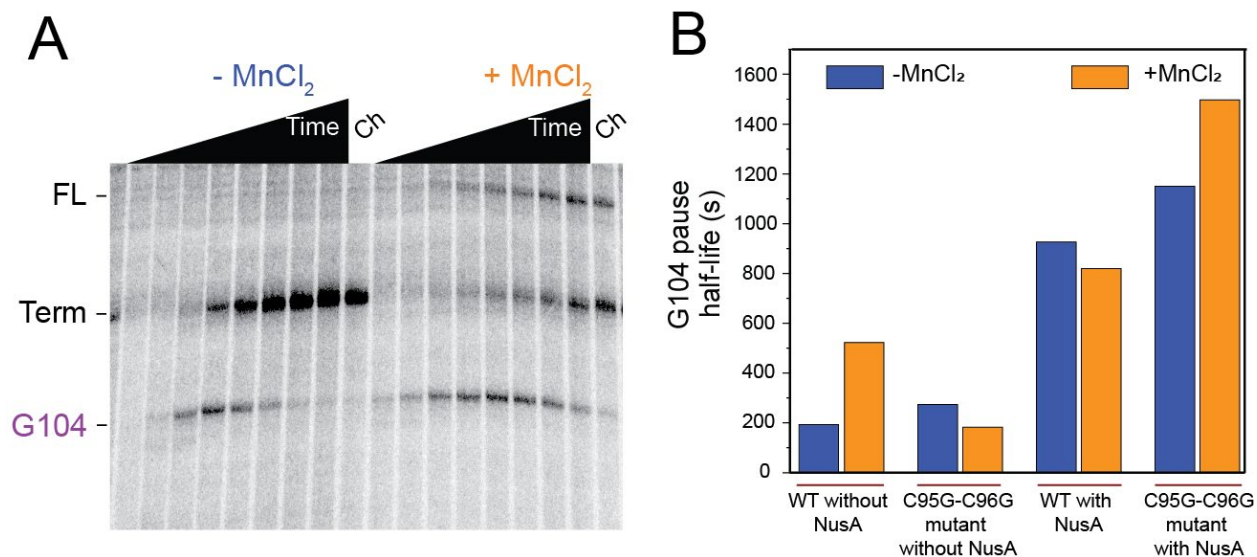 A
- MnCl₂
+ MnCl₂
Time
Ch
Time
Ch
FL
Term
G104
B
G104 pause
half-life (s)
1600
1400
1200
1000
800
600
400
200
0
-MnCl₂
+MnCl₂
WT without
NusA
C95G-C96G
mutant
without NusA
WT with
NusA
C95G-C96G
mutant
with NusA